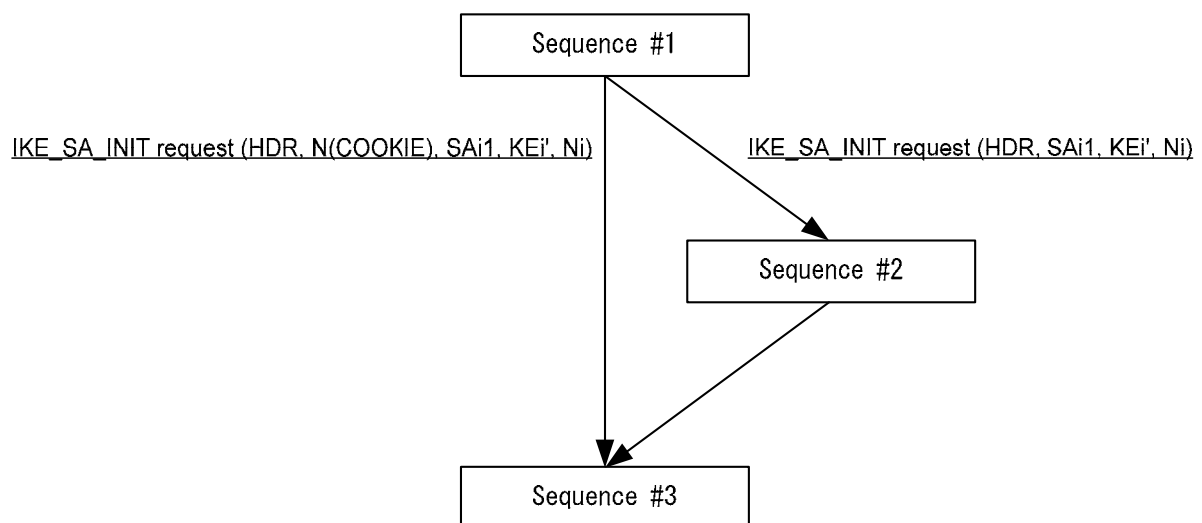 Sequence #1
IKE_SA_INIT request (HDR, N(COOKIE), SAi1, KEi', Ni)
IKE_SA_INIT request (HDR, SAi1, KEi', Ni)
Sequence #2
Sequence #3